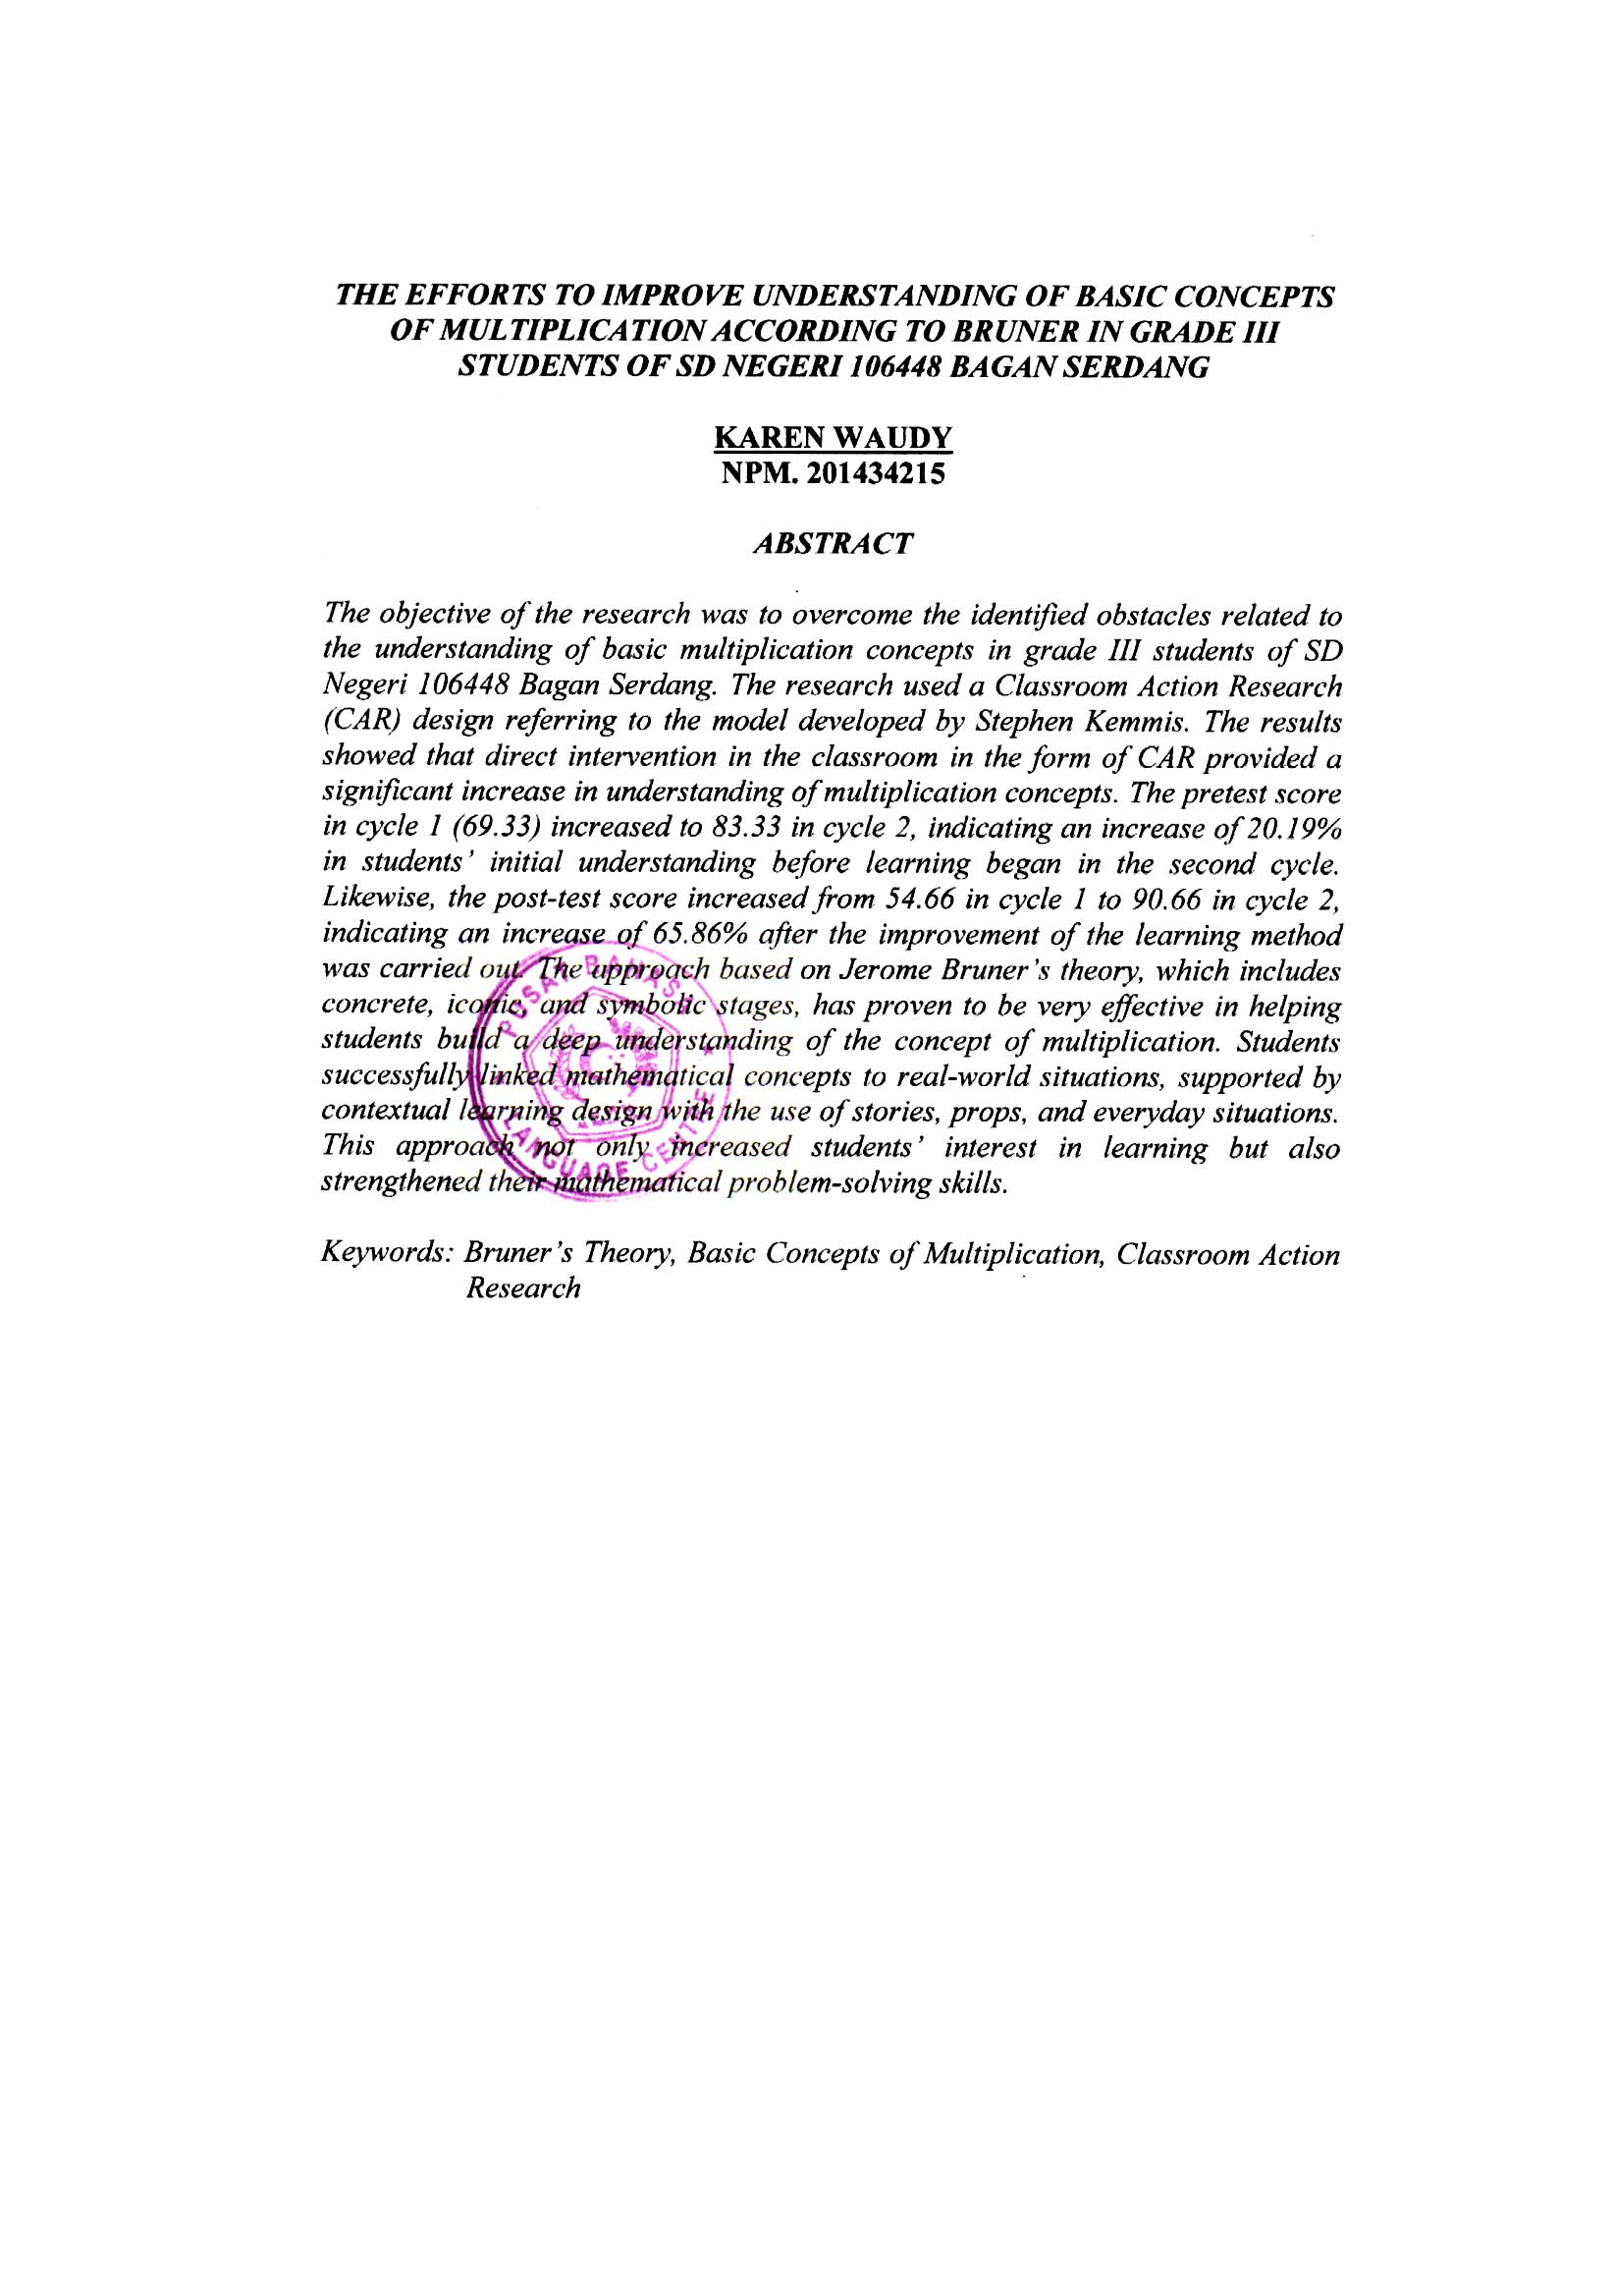 THE EFFORTS TO IMPROVE UNDERSTANDING OF BASIC CONCEPTS
OF MULTIPLICATION ACCORDING TO BRUNER IN GRADE III
STUDENTS OF SD NEGERI 106448 BAGAN SERDANG
KAREN WAUDY
NPM. 201434215
ABSTRACT
The objective of the research was to overcome the identified obstacles related to
the understanding of basic multiplication concepts in grade III students of SD
Negeri 106448 Bagan Serdang. The research used a Classroom Action Research
(CAR) design referring to the model developed by Stephen Kemmis. The results
showed that direct intervention in the classroom in the form of CAR provided a
significant increase in understanding of multiplication concepts. The pretest score
in cycle 1 (69.33) increased to 83.33 in cycle 2, indicating an increase of 20.19%
in students' initial understanding before learning began in the second cycle.
Likewise, the post-test score increased from 54.66 in cycle 1 to 90.66 in cycle 2,
indicating an increase of 65.86% after the improvement of the learning method
was carried out. The approach based on Jerome Bruner's theory, which includes
concrete, iconic, and symbolic stages, has proven to be very effective in helping
students build a deep understanding of the concept of multiplication. Students
successfully linked mathematical concepts to real-world situations, supported by
contextual learning design with the use of stories, props, and everyday situations.
This approach not only increased students' interest in learning but also
strengthened their mathematical problem-solving skills.
Keywords: Bruner's Theory, Basic Concepts of Multiplication, Classroom Action
Research
PUSAT BAHASA
LANGUAGE CENTRE